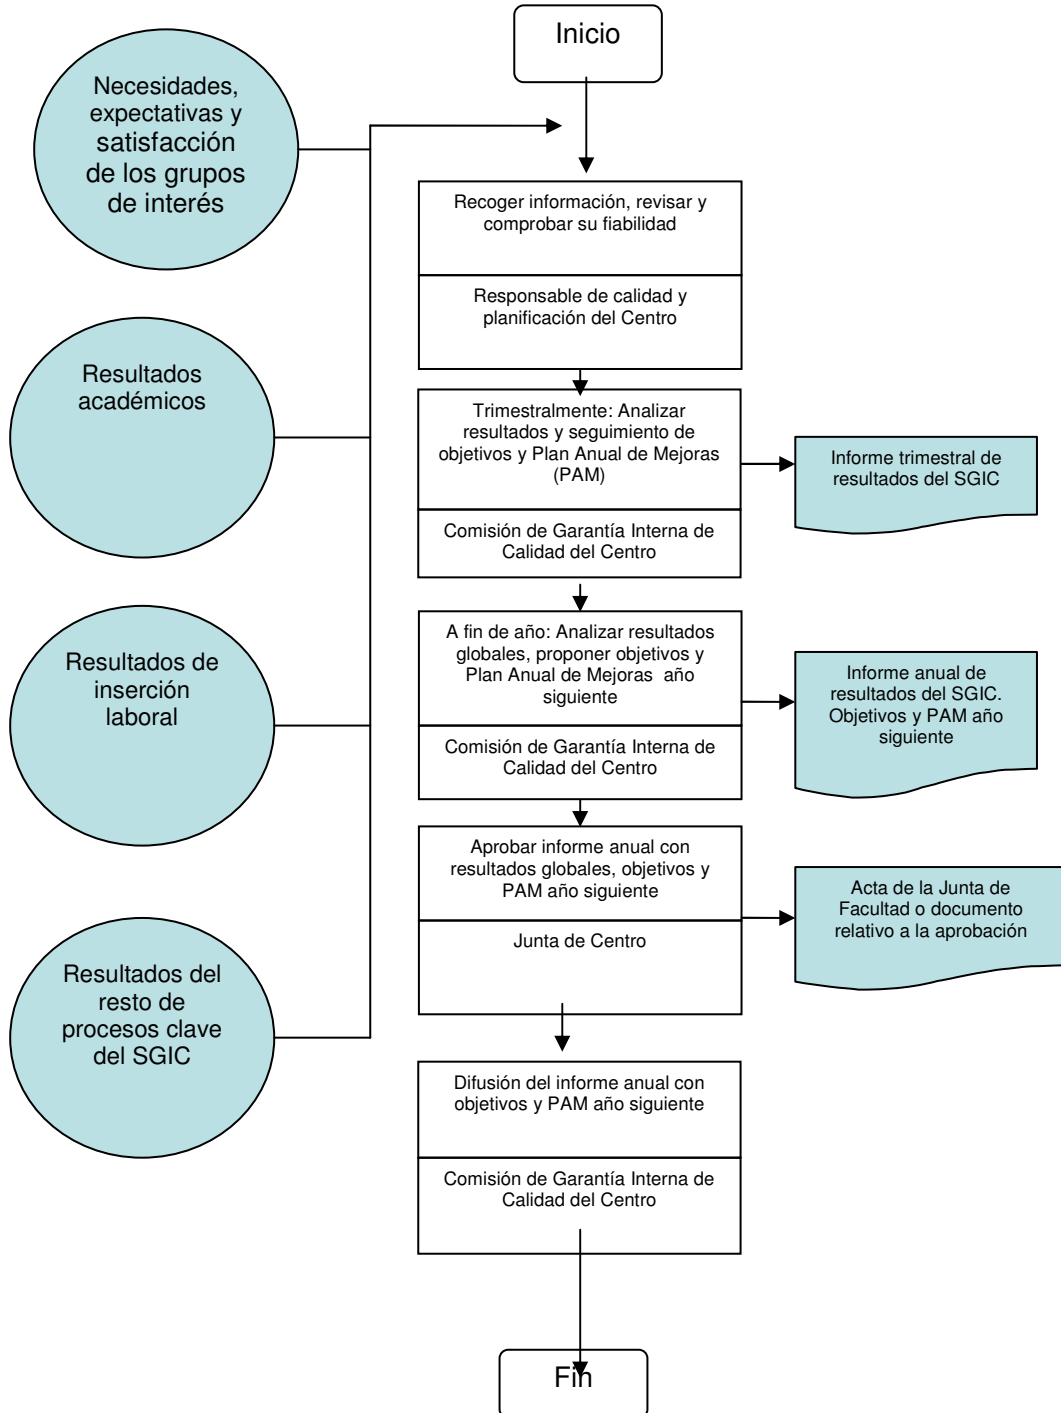 Inicio
Necesidades,
expectativas y
satisfacción
de los grupos
de interés
Recoger información, revisar y
comprobar su fiabilidad
Responsable de calidad y
planificación del Centro
Resultados
académicos
Trimestralmente: Analizar
resultados y seguimiento de
objetivos y Plan Anual de Mejoras
(PAM)
Comisión de Garantía Interna de
Calidad del Centro
Informe trimestral de
resultados del SGIC
Resultados de
inserción
laboral
A fin de año: Analizar resultados
globales, proponer objetivos y
Plan Anual de Mejoras  año
siguiente
Comisión de Garantía Interna de
Calidad del Centro
Informe anual de
resultados del SGIC.
Objetivos y PAM año
siguiente
Aprobar informe anual con
resultados globales, objetivos y
PAM año siguiente
Junta de Centro
Acta de la Junta de
Facultad o documento
relativo a la aprobación
Resultados del
resto de
procesos clave
del SGIC
Difusión del informe anual con
objetivos y PAM año siguiente
Comisión de Garantía Interna de
Calidad del Centro
Fin